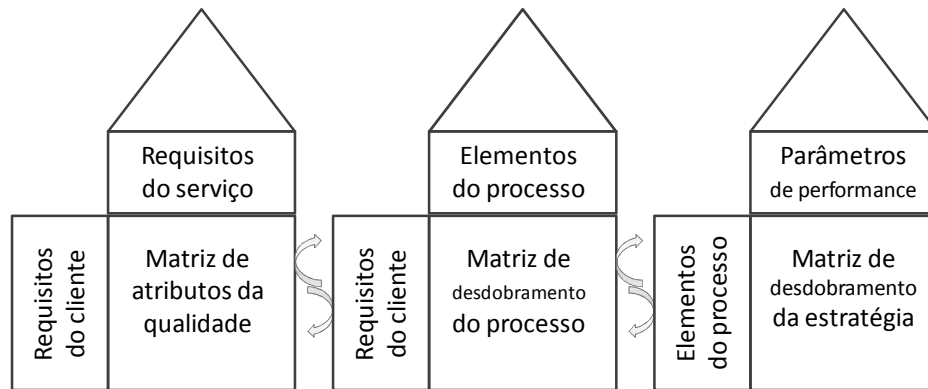 Requisitos
do serviço
Requisitos
do cliente
Matriz de
atributos da
qualidade
Elementos
do processo
Requisitos
do cliente
Matriz de
desdobramento
do processo
Parâmetros
de performance
Elementos
do processo
Matriz de
desdobramento
da estratégia